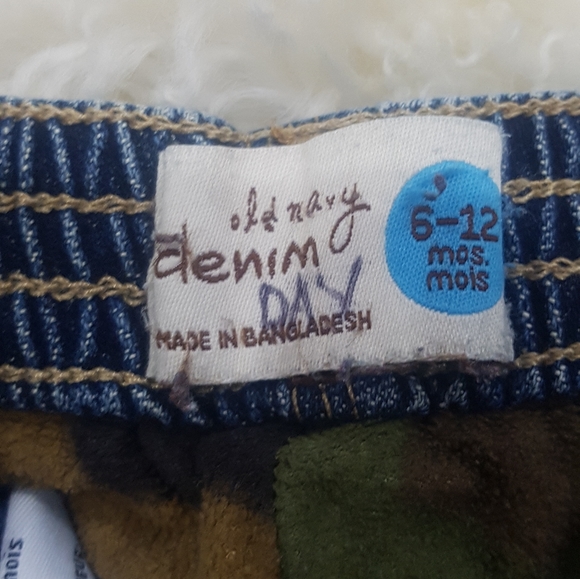 old navy
denim
DAY
MADE IN BANGLADESH
6-12
mos.
mois